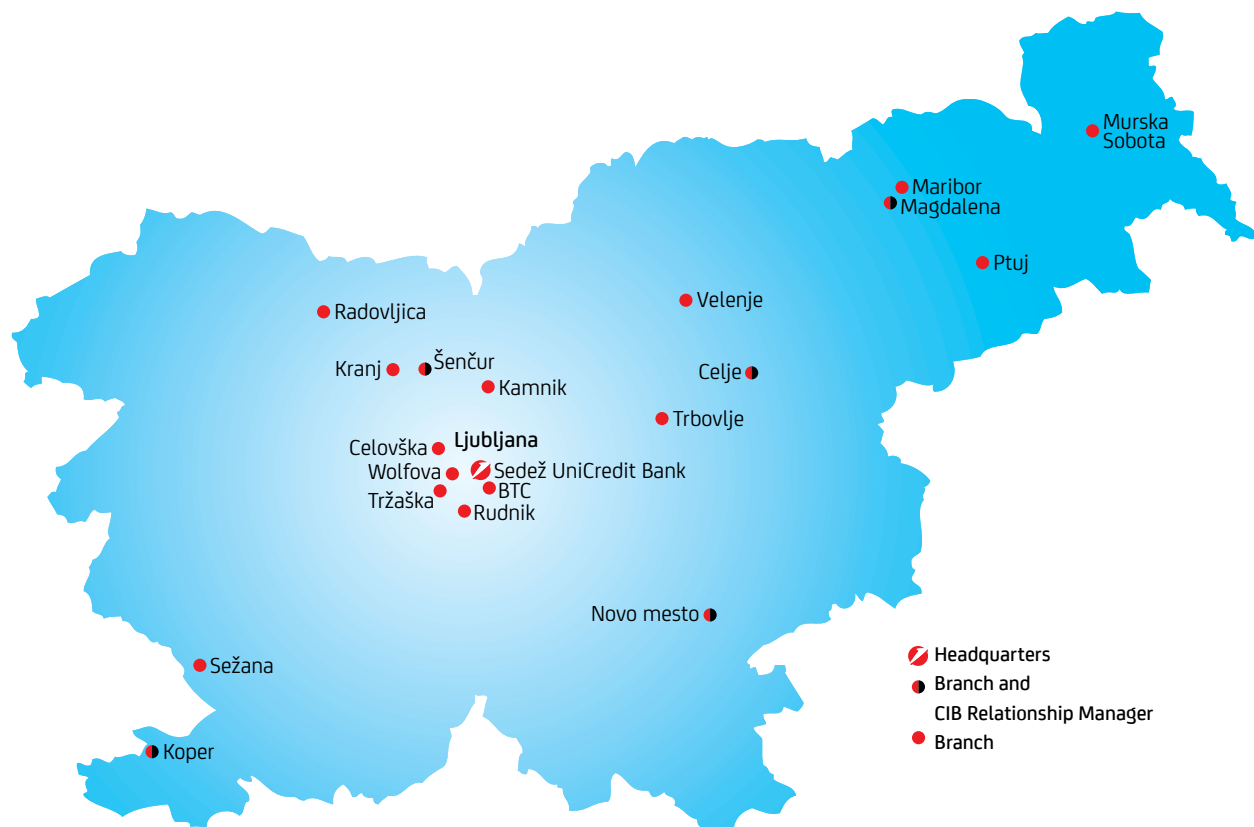 Murska
Sobota
Maribor
Magdalena
Ptuj
Velenje
Radovljica
Šenčur
Kranj
Celje
Kamnik
Trbovlje
Ljubljana
Celovška
Sedež UniCredit Bank
Wolfova
BTC
Tržaška
Rudnik
Novo mesto
Sežana
Koper
Headquarters
Branch and
CIB Relationship Manager
Branch